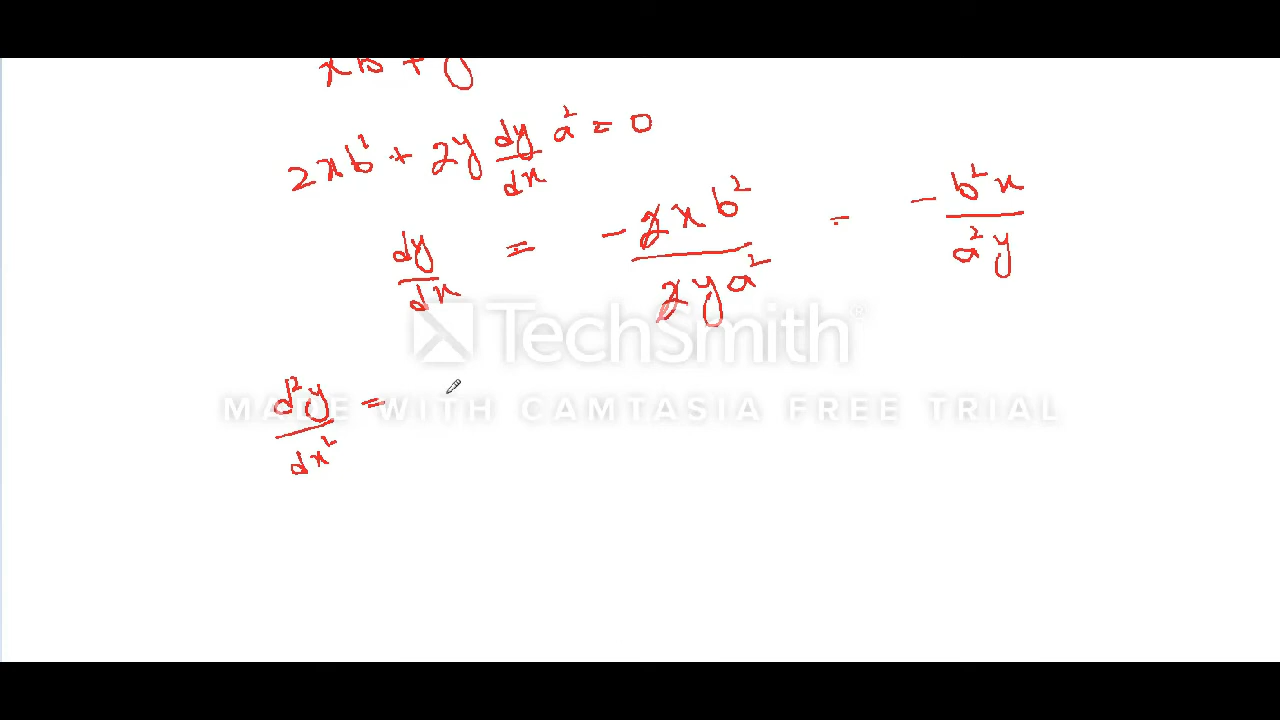 2xb² + 2y dy/dx a² = 0
dy/dx = -2xb²/2ya² = -b²x/a²y
TechSmith®
d²y/dx² =
MADE WITH CAMTASIA FREE TRIAL